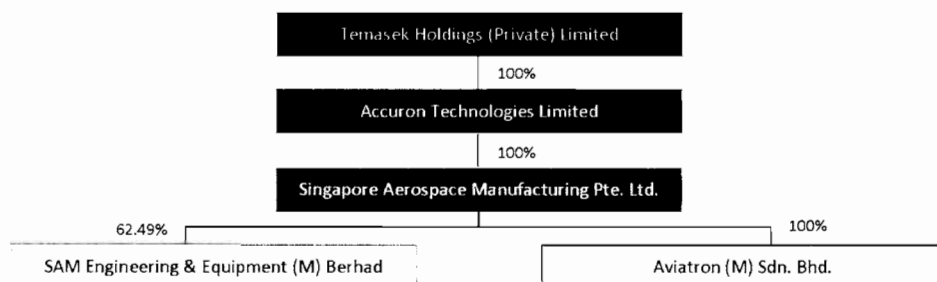 Temasek Holdings (Private) Limited
100%
Accuron Technologies Limited
100%
Singapore Aerospace Manufacturing Pte. Ltd.
62.49%
100%
SAM Engineering & Equipment (M) Berhad
Aviatron (M) Sdn. Bhd.